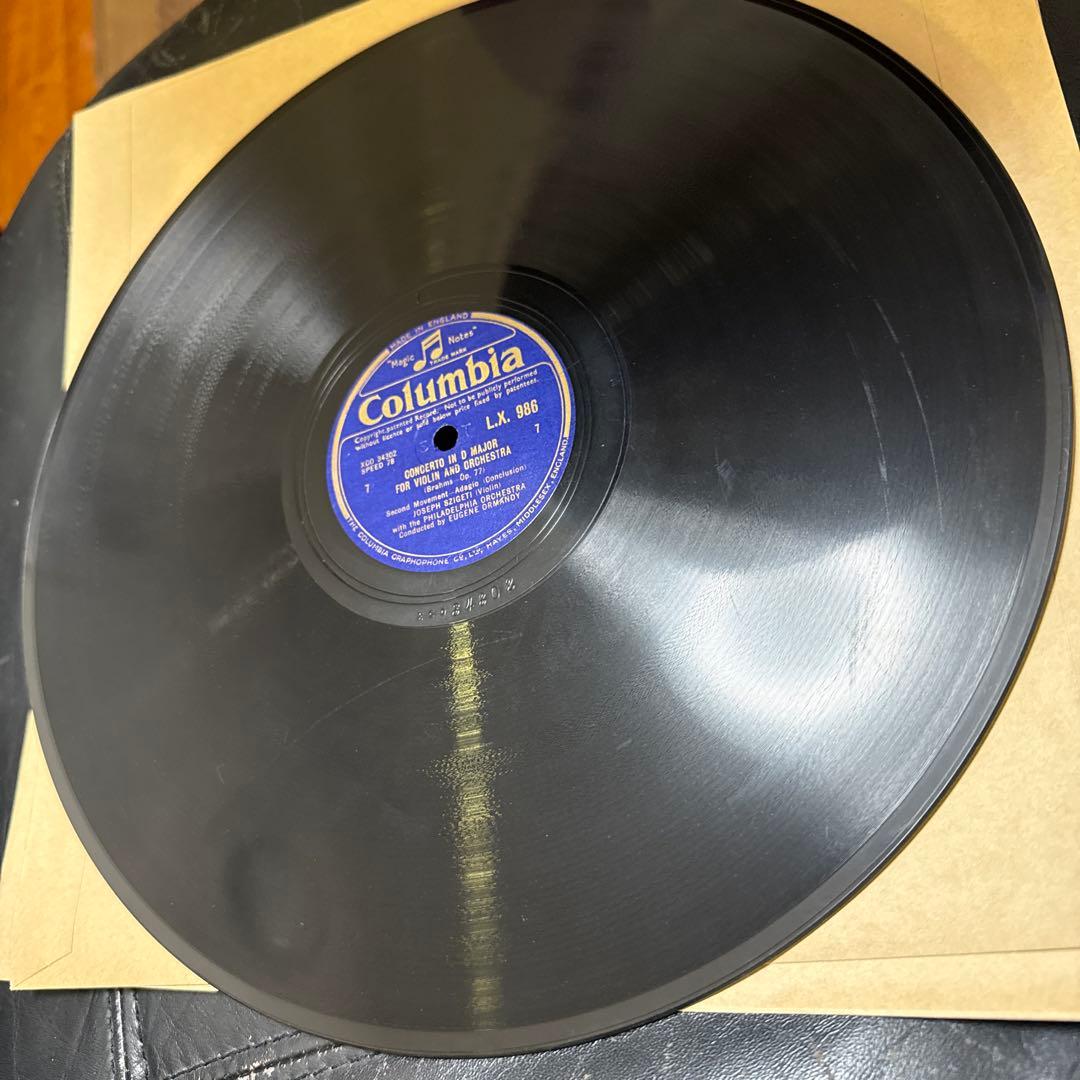 MADE IN ENGLAND
"Magic Notes"
TRADE MARK
Columbia
Copyright, patented Record. Not to be publicly performed
without licence or sold below price fixed by patentees.
L.X. 986
XCO 34302
SPEED 78
7 7
CONCERTO IN D MAJOR
FOR VIOLIN AND ORCHESTRA
(Brahms—Op. 77)
Second Movement—Adagio (Conclusion)
JOSEPH SZIGETI (Violin)
with the PHILADELPHIA ORCHESTRA
Conducted by EUGENE ORMANDY
THE COLUMBIA GRAPHOPHONE CO., LTD, HAYES, MIDDLESEX, ENGLAND.